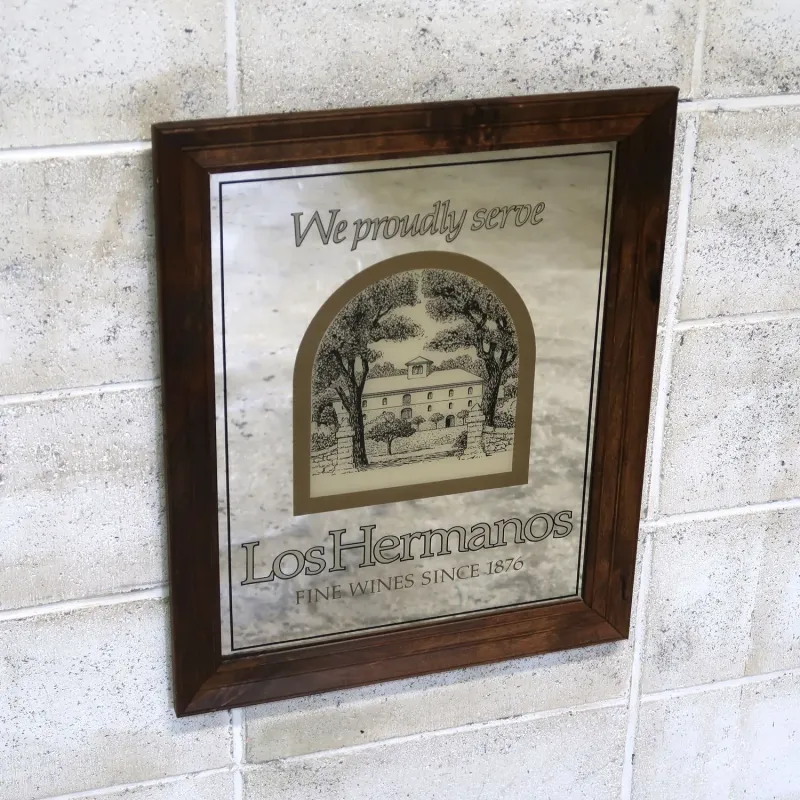 We proudly serve
Los Hermanos
FINE WINES SINCE 1876